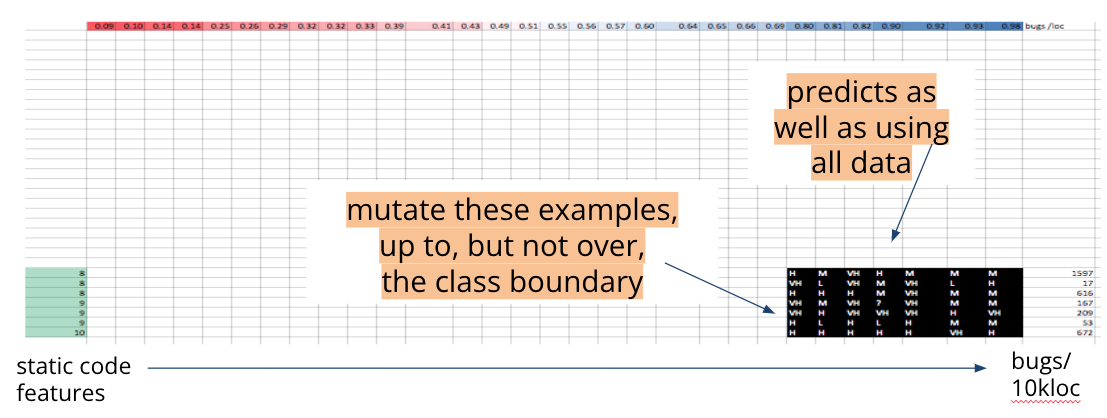 0.09 0.10 0.14 0.14 0.25 0.26 0.29 0.32 0.32 0.33 0.39 0.41 0.43 0.49 0.51 0.55 0.56 0.57 0.60 0.64 0.65 0.66 0.69 0.80 0.81 0.82 0.90 0.92 0.93 0.98 bugs /loc
predicts as
well as using
all data
mutate these examples,
up to, but not over,
the class boundary
8 H M VH H M M M 1597
8 VH L VH M VH L H 17
8 H H H M VH M M 616
9 VH M VH ? VH M M 167
9 VH H VH VH VH H VH 209
9 H L H L H M M 53
10 H H H H H VH H 672
static code
features
bugs/
10kloc